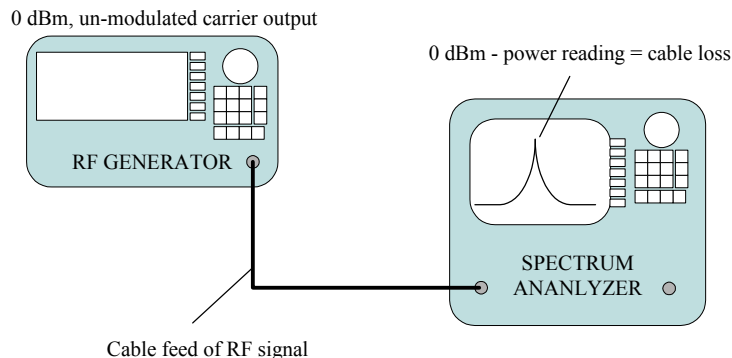 0 dBm, un-modulated carrier output
0 dBm - power reading = cable loss
RF GENERATOR
SPECTRUM
ANANLYZER
Cable feed of RF signal